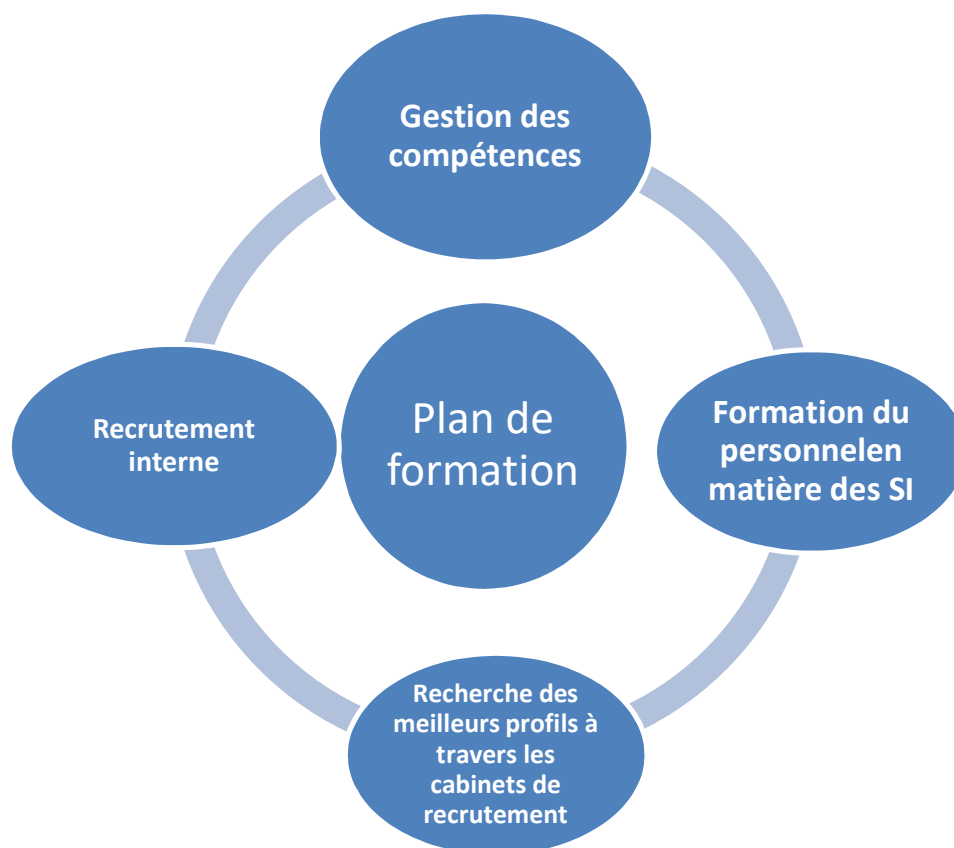 Gestion des
compétences
Recrutement
interne
Plan de
formation
Formation du
personnelen
matière des SI
Recherche des
meilleurs profils à
travers les
cabinets de
recrutement